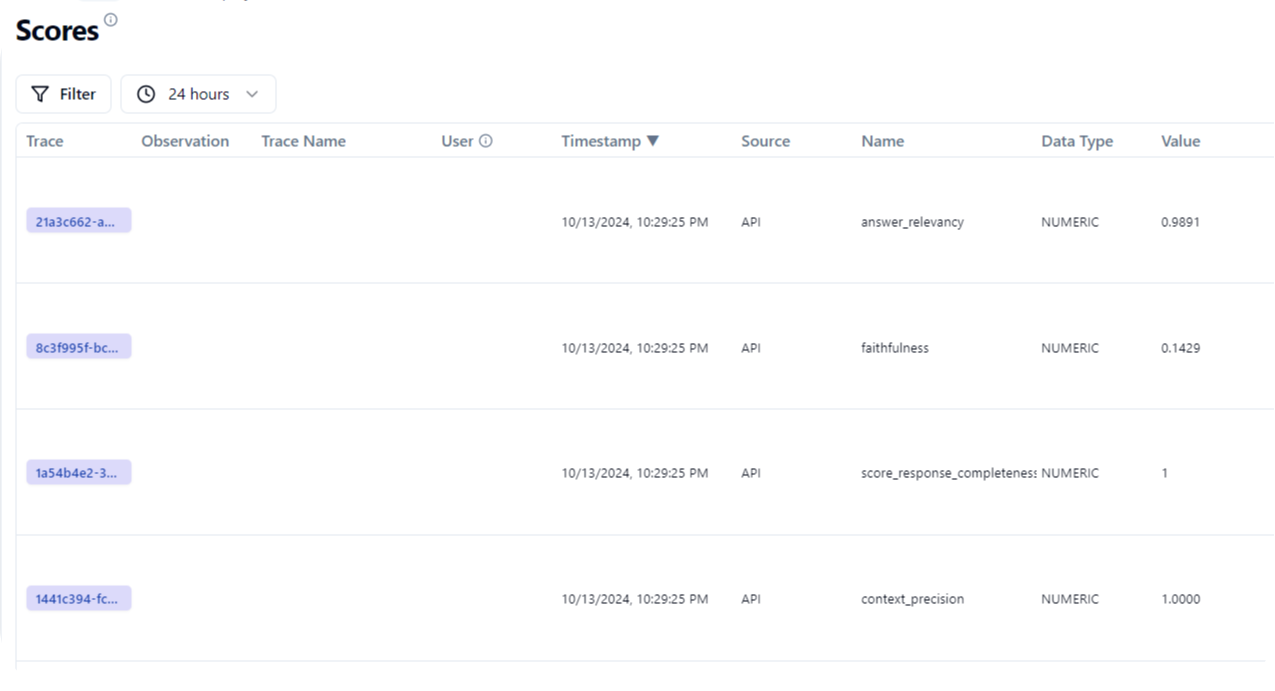 Scores
Filter 24 hours
Trace Observation Trace Name User Timestamp ▼ Source Name Data Type Value
21a3c662-a... 10/13/2024, 10:29:25 PM API answer_relevancy NUMERIC 0.9891
8c3f995f-bc... 10/13/2024, 10:29:25 PM API faithfulness NUMERIC 0.1429
1a54b4e2-3... 10/13/2024, 10:29:25 PM API score_response_completeness NUMERIC 1
1441c394-fc... 10/13/2024, 10:29:25 PM API context_precision NUMERIC 1.0000